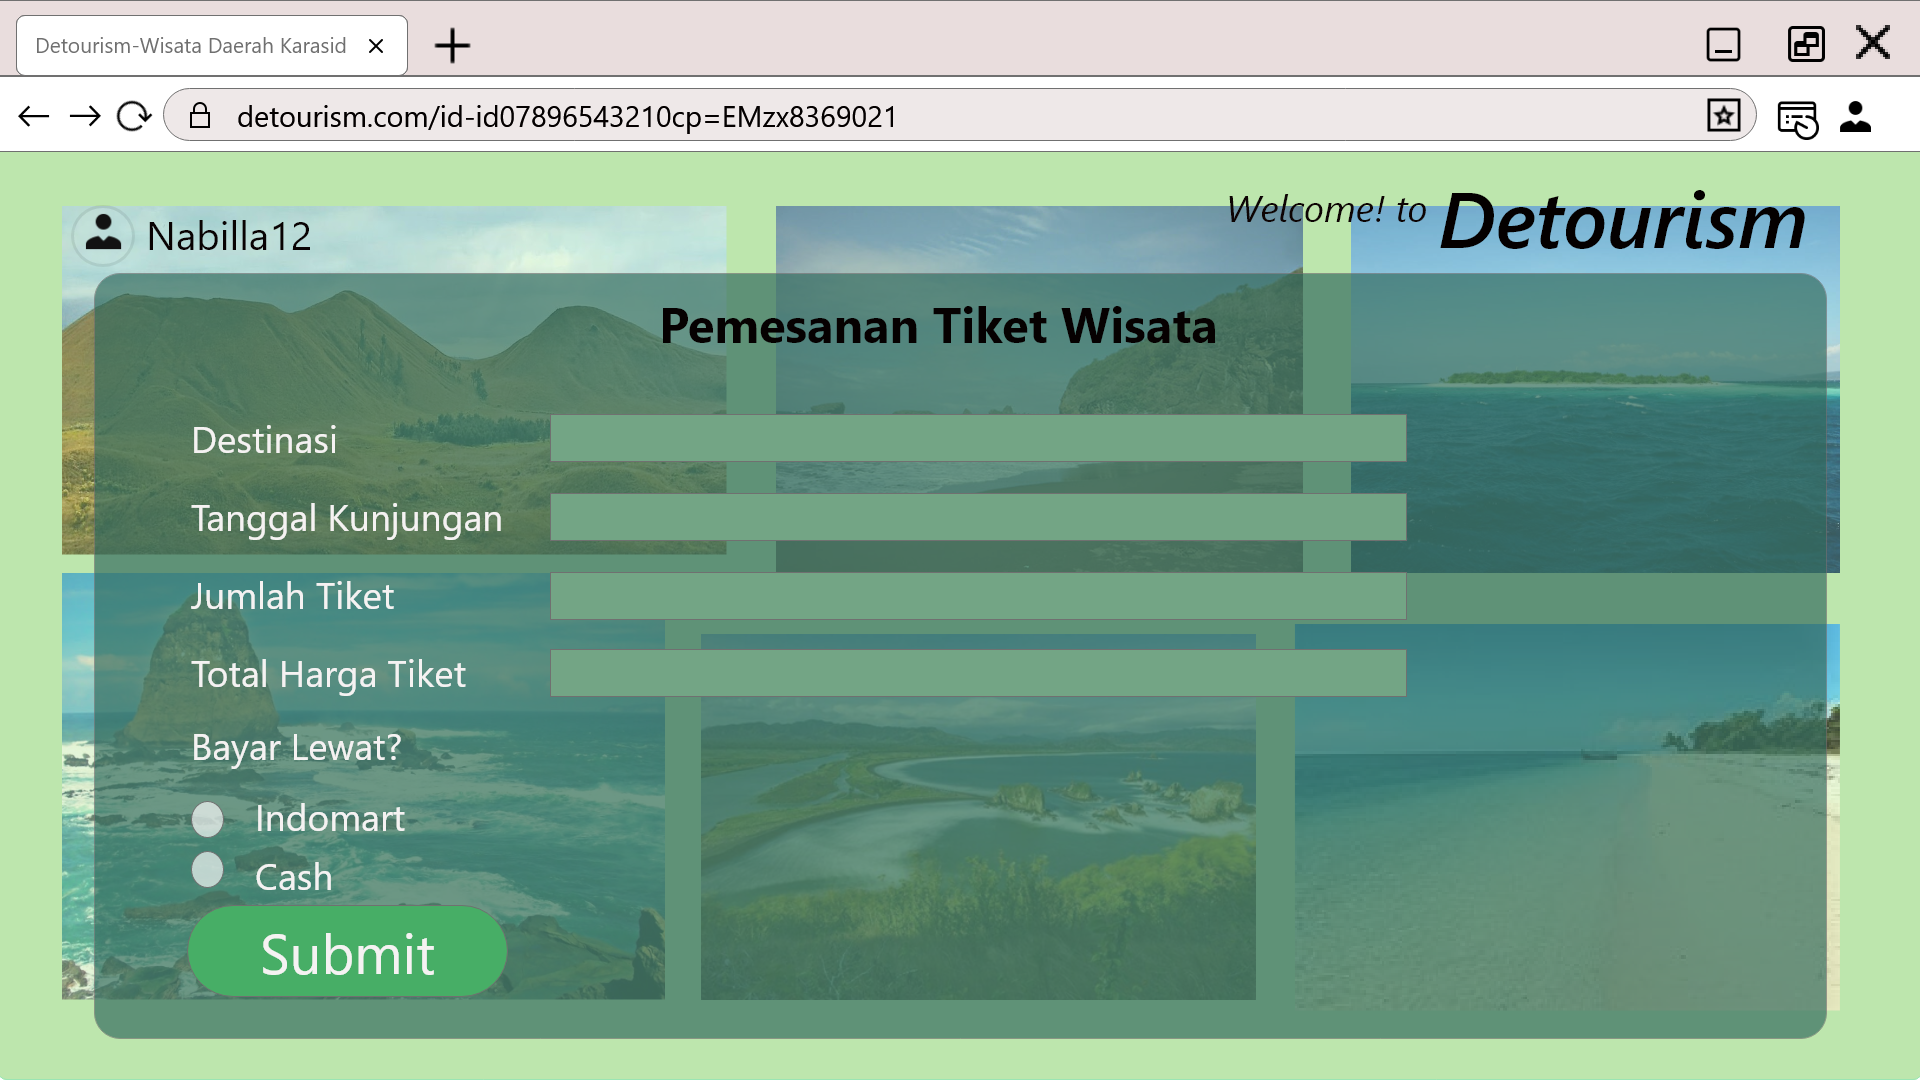 Detourism-Wisata Daerah Karasid
detourism.com/id-id07896543210cp=EMzx8369021
Welcome! to Detourism
Nabilla12
Pemesanan Tiket Wisata
Destinasi
Tanggal Kunjungan
Jumlah Tiket
Total Harga Tiket
Bayar Lewat?
Indomart
Cash
Submit